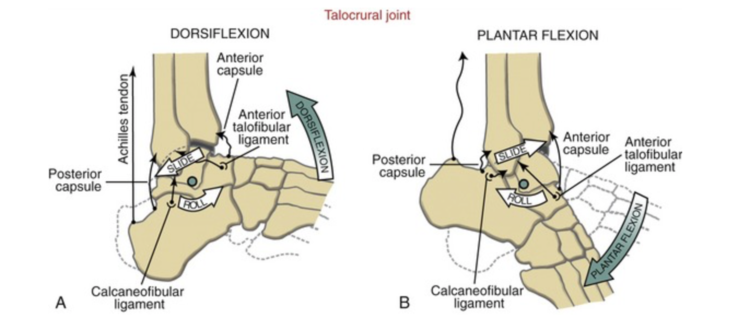 Talocrural joint
DORSIFLEXION
Anterior
capsule
Achilles tendon
Anterior
talofibular
ligament
DORSIFLEXION
SLIDE
Posterior
capsule
ROLL
Calcaneofibular
ligament
A
PLANTAR FLEXION
Anterior
capsule
Anterior
talofibular
ligament
SLIDE
Posterior
capsule
ROLL
PLANTAR FLEXION
Calcaneofibular
ligament
B